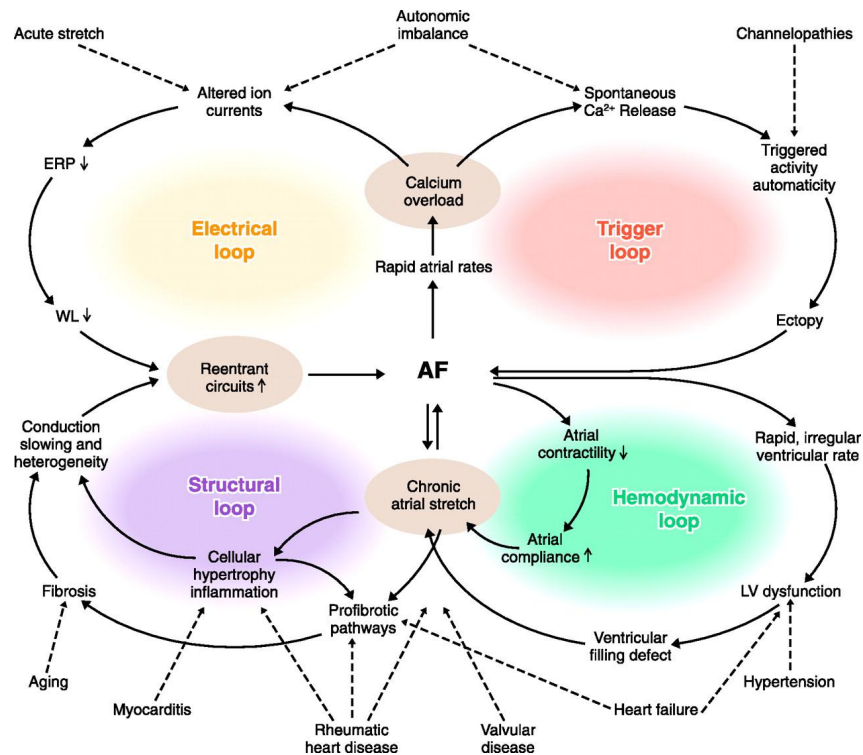 Acute stretch
Autonomic
imbalance
Channelopathies
Altered ion
currents
Spontaneous
Ca²⁺ Release
ERP ↓
Calcium
overload
Triggered
activity
automaticity
Electrical
loop
Trigger
loop
Rapid atrial rates
WL ↓
Ectopy
Reentrant
circuits ↑
AF
Conduction
slowing and
heterogeneity
Atrial
contractility ↓
Rapid, irregular
ventricular rate
Structural
loop
Chronic
atrial stretch
Hemodynamic
loop
Atrial
compliance ↑
Cellular
hypertrophy
inflammation
Fibrosis
Profibrotic
pathways
LV dysfunction
Ventricular
filling defect
Aging
Hypertension
Myocarditis
Heart failure
Rheumatic
heart disease
Valvular
disease